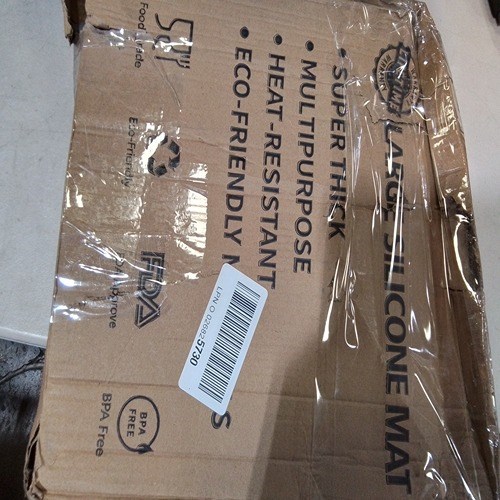 LARGE SILICONE MAT
• SUPER THICK
• MULTIPURPOSE
• HEAT-RESISTANT
• ECO-FRIENDLY M
S
Food Grade
Eco-Friendly
FDA
BPA
FREE
BPA Free